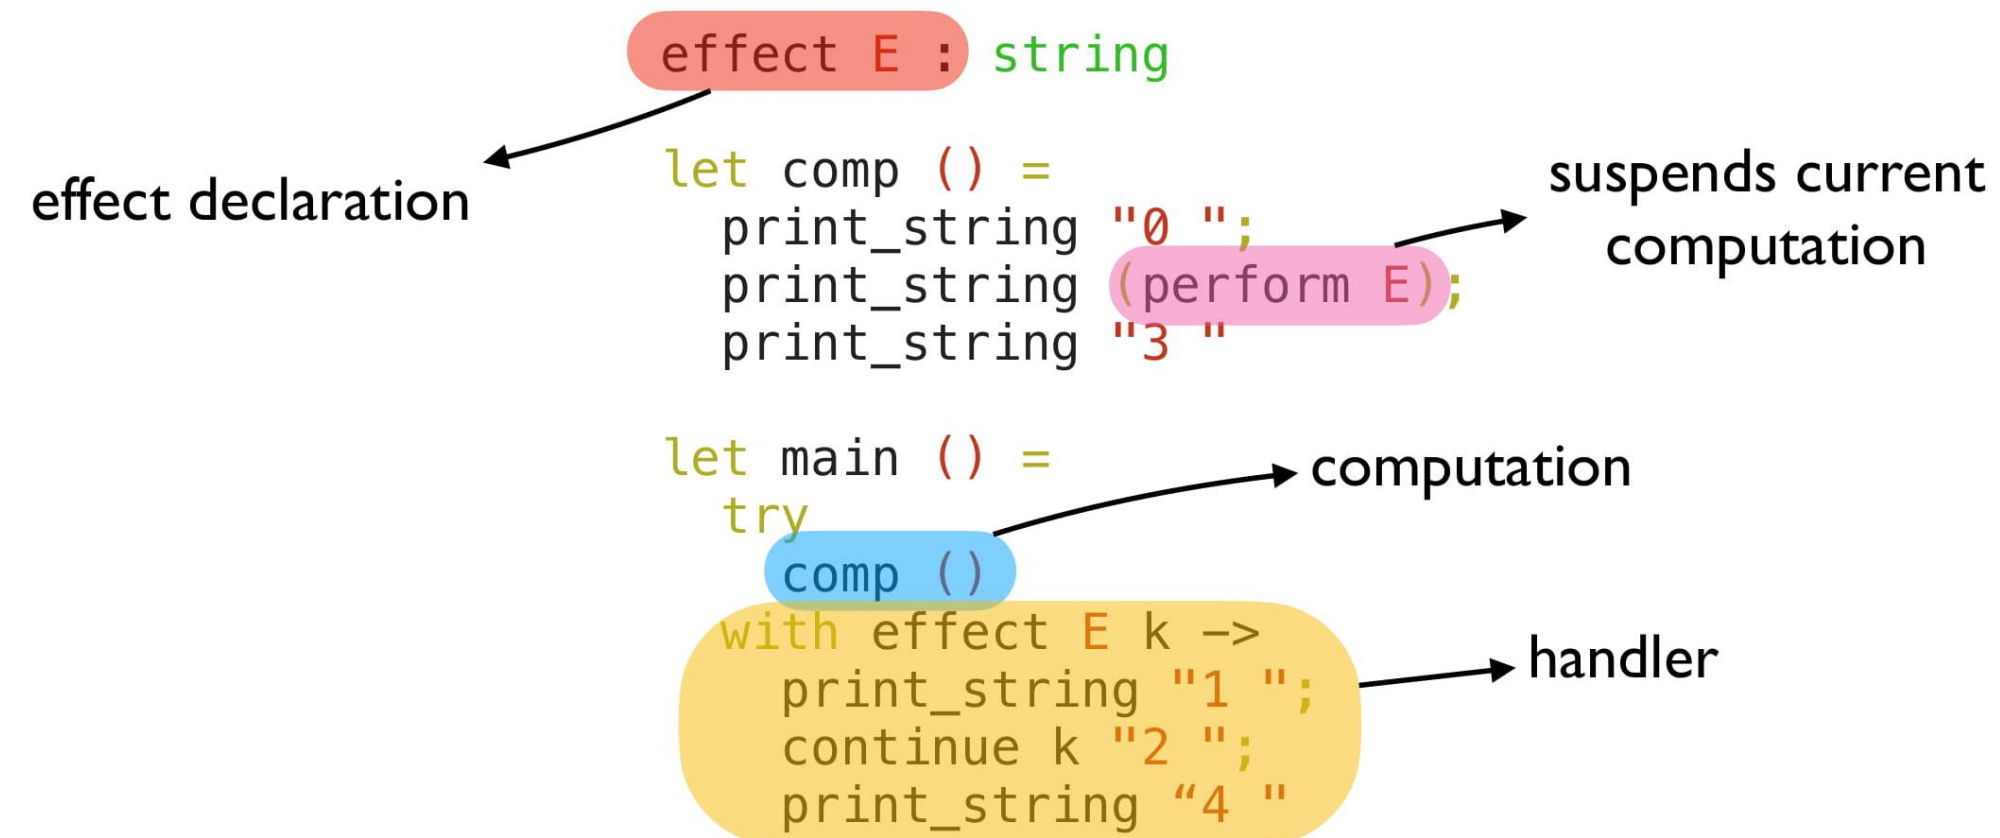 effect E : string
effect declaration
let comp () =
print_string "0 ";
print_string (perform E);
print_string "3 "
suspends current
computation
let main () =
try
comp ()
computation
with effect E k ->
print_string "1 ";
continue k "2 ";
print_string “4 "
handler